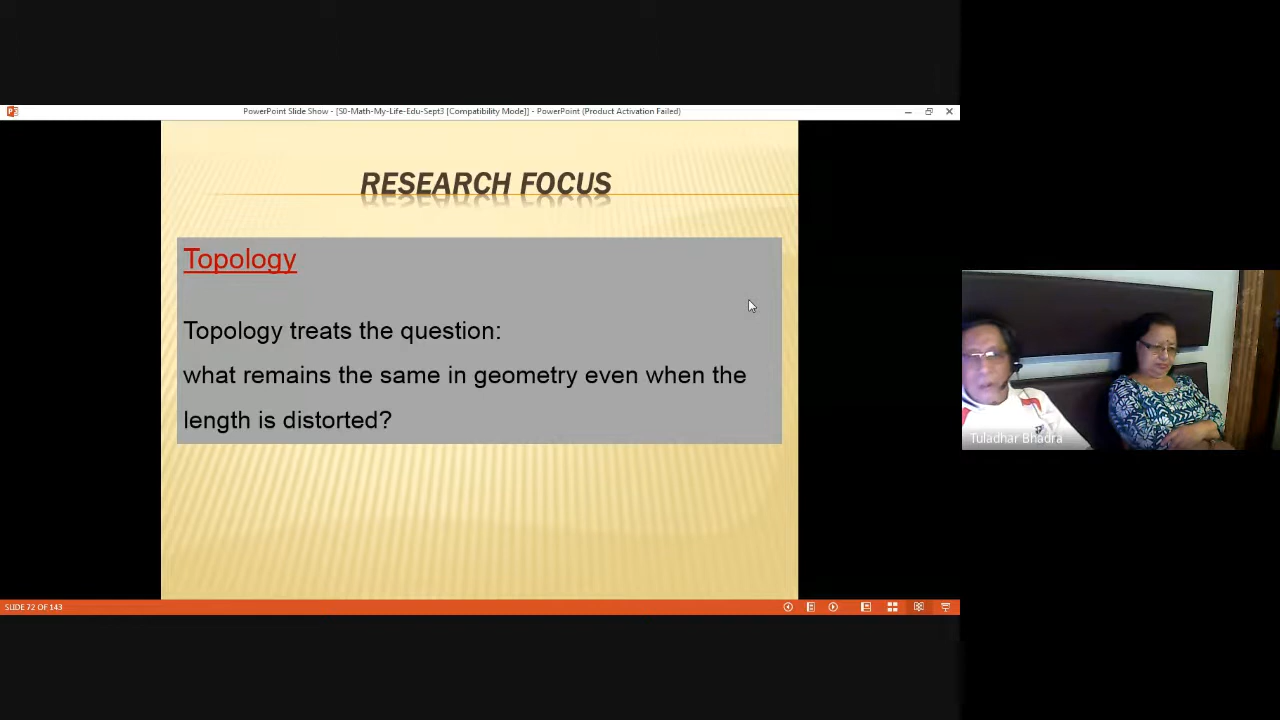 PowerPoint Slide Show - [S0-Math-My-Life-Edu-Sept3 [Compatibility Mode]] - PowerPoint (Product Activation Failed)
RESEARCH FOCUS
Topology
Topology treats the question:
what remains the same in geometry even when the
length is distorted?
Tuladhar Bhadra
SLIDE 72 OF 143